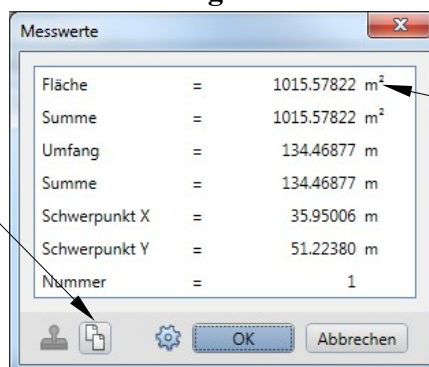 Messwerte
Fläche = 1015.57822 m²
Summe = 1015.57822 m²
Umfang = 134.46877 m
Summe = 134.46877 m
Schwerpunkt X = 35.95006 m
Schwerpunkt Y = 51.22380 m
Nummer = 1
OK Abbrechen